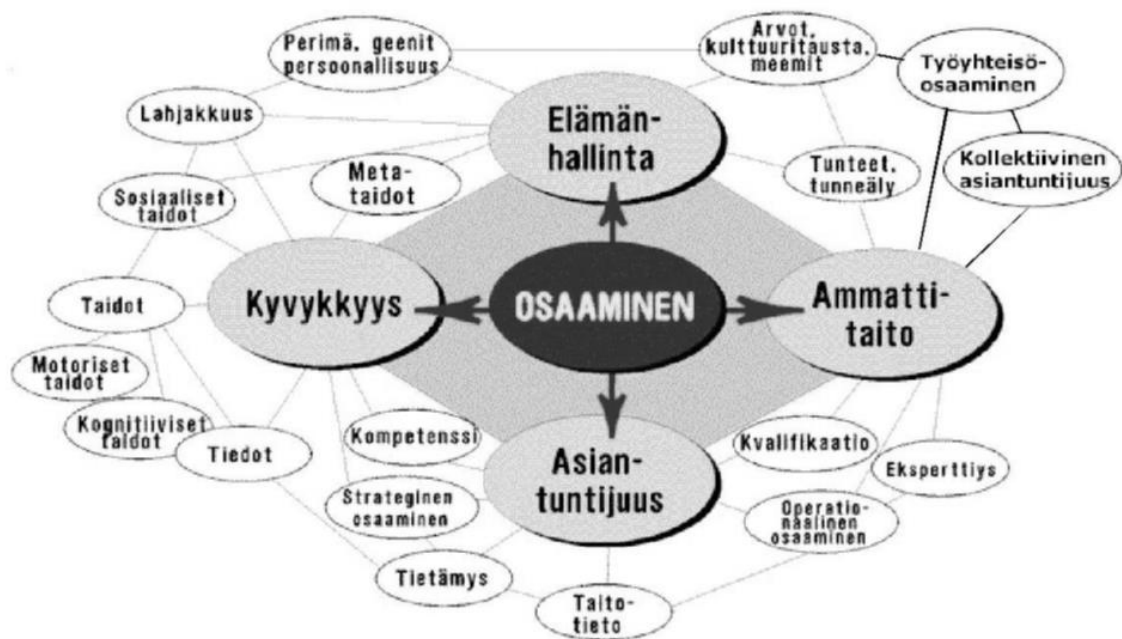 Perimä, geenit
persoonallisuus
Arvot,
kulttuuritausta,
meemit
Työyhteisö-
osaaminen
Lahjakkuus
Elämän-
hallinta
Kollektiivinen
asiantuntijuus
Meta-
taidot
Tunteet,
tunneäly
Sosiaaliset
taidot
Taidot
Kyvykkyys
OSAAMINEN
Ammatti-
taito
Motoriset
taidot
Kognitiiviset
taidot
Tiedot
Kompetenssi
Asian-
tuntijuus
Kvalifikaatio
Eksperttiys
Strateginen
osaaminen
Operatio-
naalinen
osaaminen
Tietämys
Taito-
tieto